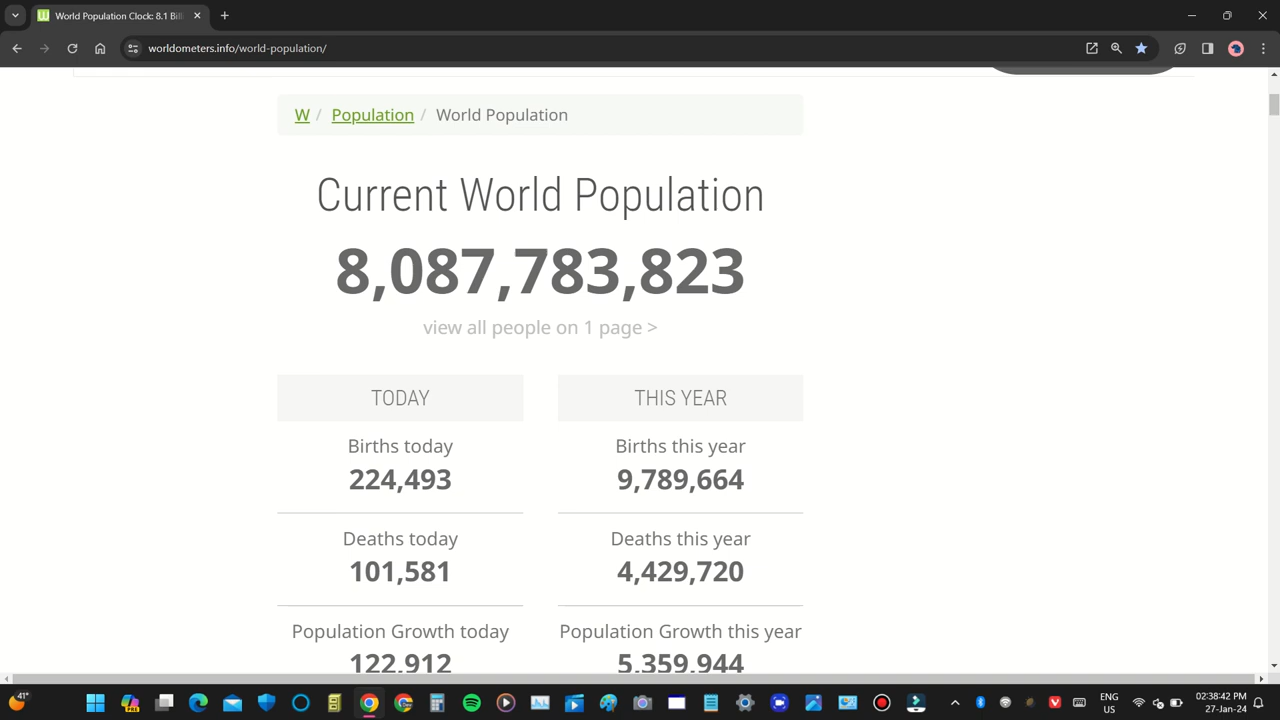 World Population Clock: 8.1 Bill
worldometers.info/world-population/
W / Population / World Population
Current World Population
8,087,783,823
view all people on 1 page >
TODAY
THIS YEAR
Births today
224,493
Births this year
9,789,664
Deaths today
101,581
Deaths this year
4,429,720
Population Growth today
122,912
Population Growth this year
5,359,944
41°
PRE
ENG
US
02:38:42 PM
27-Jan-24